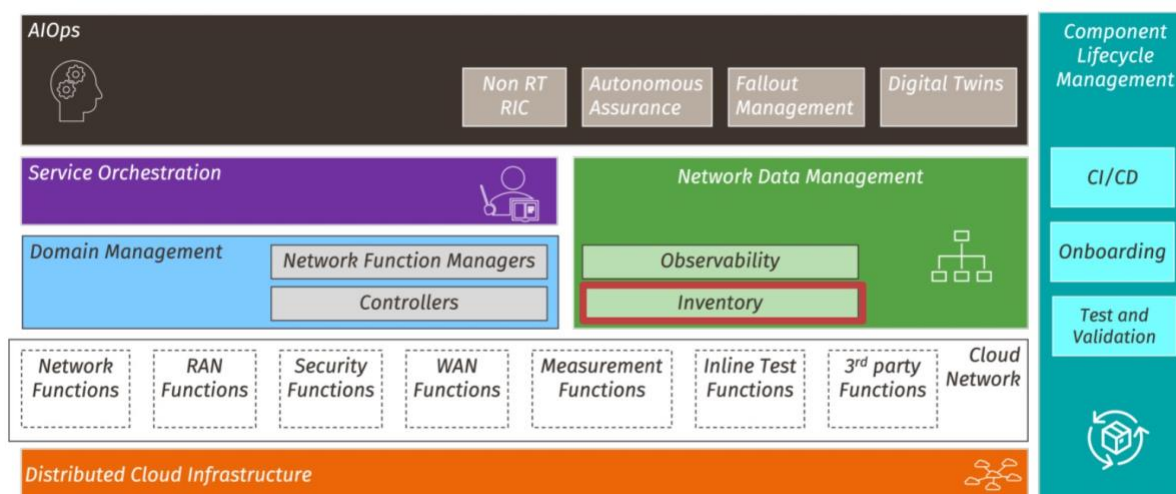 AIOps
Non RT
RIC
Autonomous
Assurance
Fallout
Management
Digital Twins
Component
Lifecycle
Management
CI/CD
Onboarding
Test and
Validation
Service Orchestration
Network Data Management
Domain Management
Network Function Managers
Controllers
Observability
Inventory
Network
Functions
RAN
Functions
Security
Functions
WAN
Functions
Measurement
Functions
Inline Test
Functions
3rd party
Functions
Cloud
Network
Distributed Cloud Infrastructure